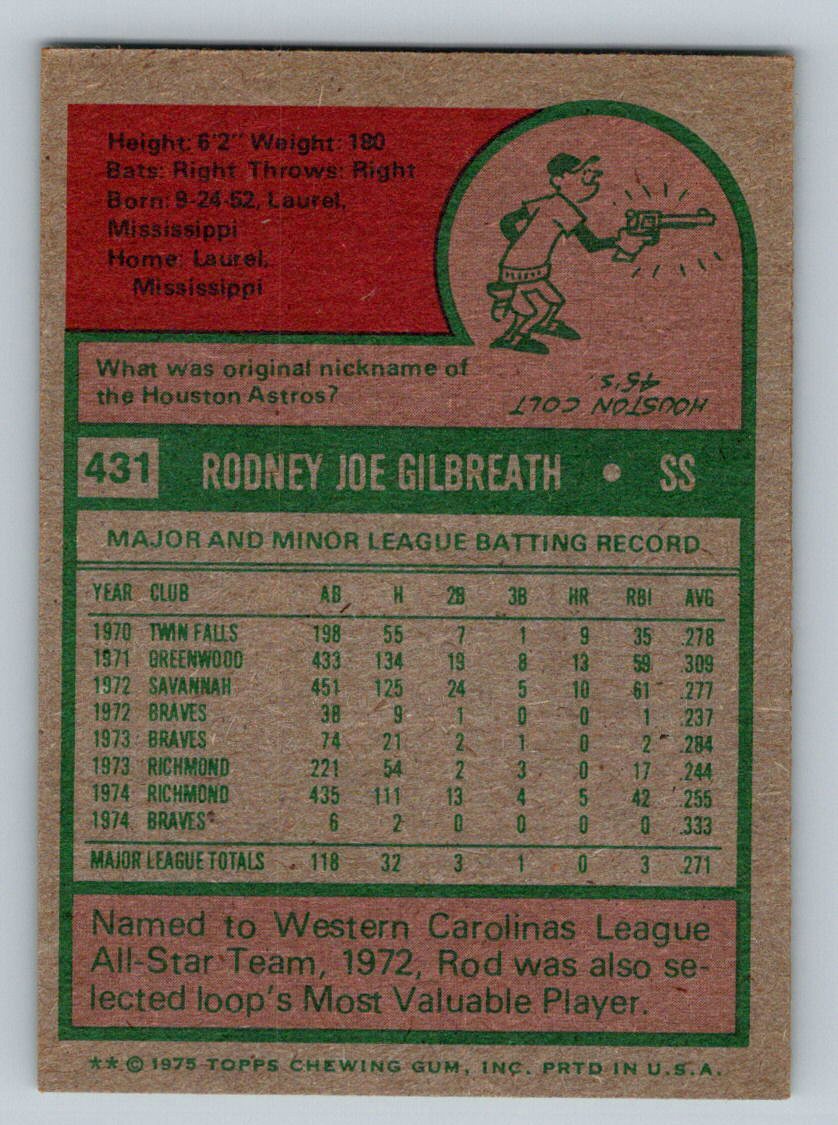 Height: 6'2" Weight: 180
Bats: Right Throws: Right
Born: 9-24-52, Laurel,
Mississippi
Home: Laurel,
Mississippi
What was original nickname of
the Houston Astros?
HOUSTON COLT
45's.
431 RODNEY JOE GILBREATH • SS
MAJOR AND MINOR LEAGUE BATTING RECORD
YEAR CLUB AB H 2B 3B HR RBI AVG
1970 TWIN FALLS 198 55 7 1 9 35 .278
1971 GREENWOOD 433 134 19 8 13 59 .309
1972 SAVANNAH 451 125 24 5 10 61 .277
1972 BRAVES 38 9 1 0 0 1 .237
1973 BRAVES 74 21 2 1 0 2 .284
1973 RICHMOND 221 54 2 3 0 17 .244
1974 RICHMOND 435 111 13 4 5 42 .255
1974 BRAVES 6 2 0 0 0 0 .333
MAJOR LEAGUE TOTALS 118 32 3 1 0 3 .271
Named to Western Carolinas League
All-Star Team, 1972, Rod was also se-
lected loop's Most Valuable Player.
** © 1975 TOPPS CHEWING GUM, INC. PRTD IN U.S.A.